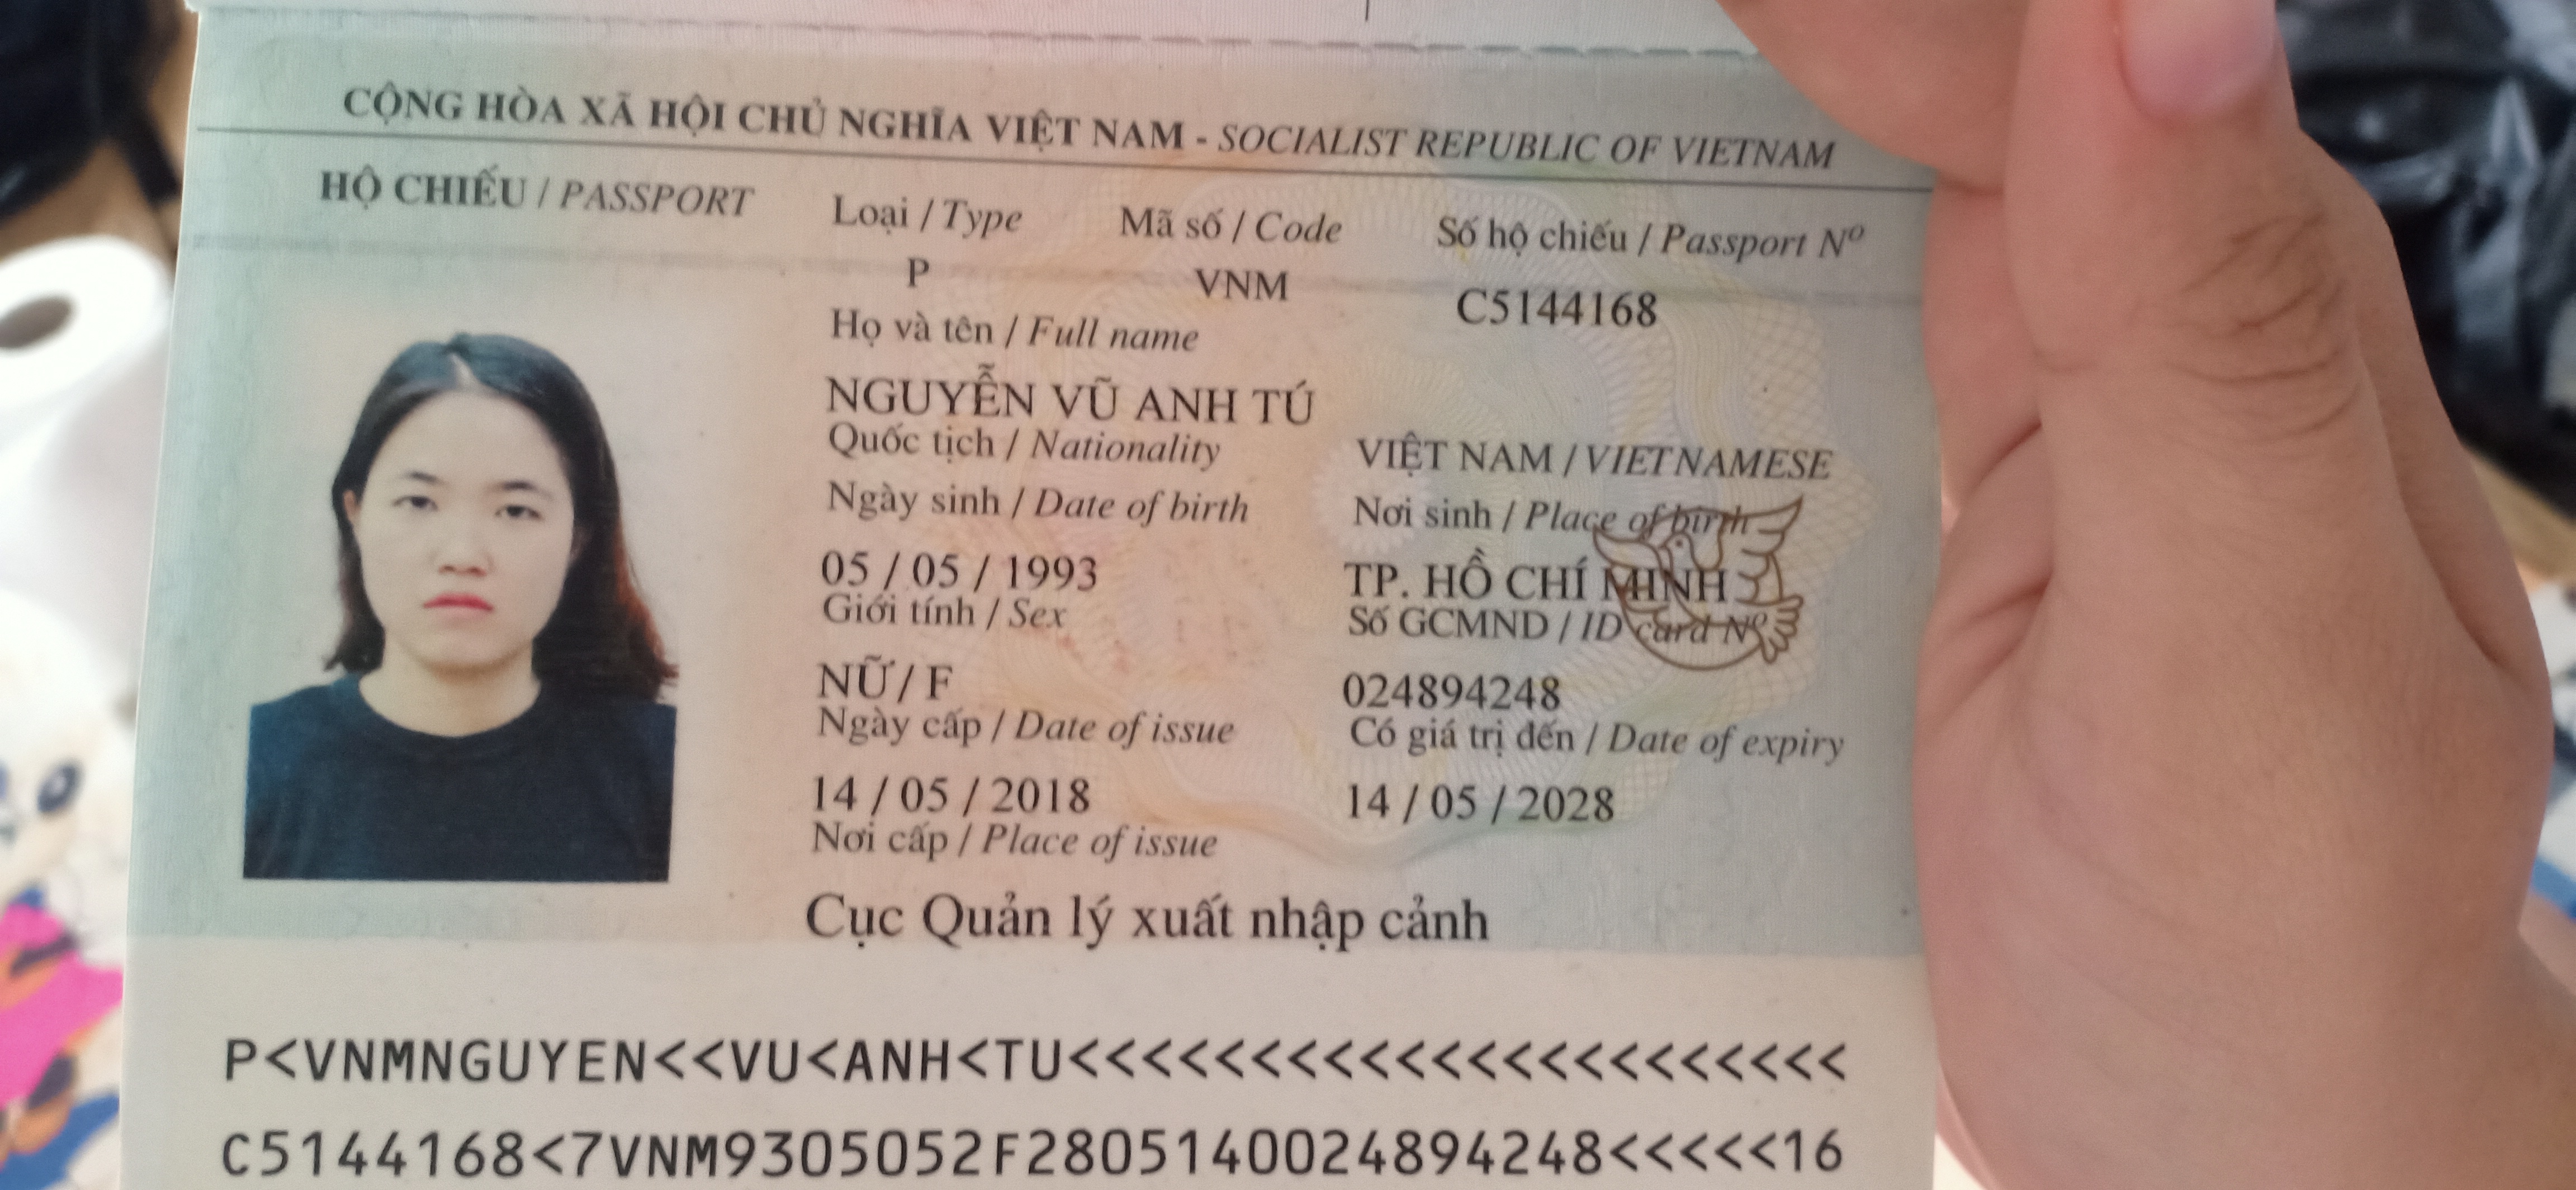 CỘNG HÒA XÃ HỘI CHỦ NGHĨA VIỆT NAM - SOCIALIST REPUBLIC OF VIETNAM
HỘ CHIẾU / PASSPORT
Loại / Type Mã số / Code Số hộ chiếu / Passport Nº
P VNM C5144168
Họ và tên / Full name
NGUYỄN VŨ ANH TÚ
Quốc tịch / Nationality VIỆT NAM / VIETNAMESE
Ngày sinh / Date of birth Nơi sinh / Place of birth
05 / 05 / 1993 TP. HỒ CHÍ MINH
Giới tính / Sex Số GCMND / ID card Nº
NỮ / F 024894248
Ngày cấp / Date of issue Có giá trị đến / Date of expiry
14 / 05 / 2018 14 / 05 / 2028
Nơi cấp / Place of issue
Cục Quản lý xuất nhập cảnh
P<VNMNGUYEN<<VU<ANH<TU<<<<<<<<<<<<<<<<<<<<<<
C5144168<7VNM9305052F2805140024894248<<<<<16